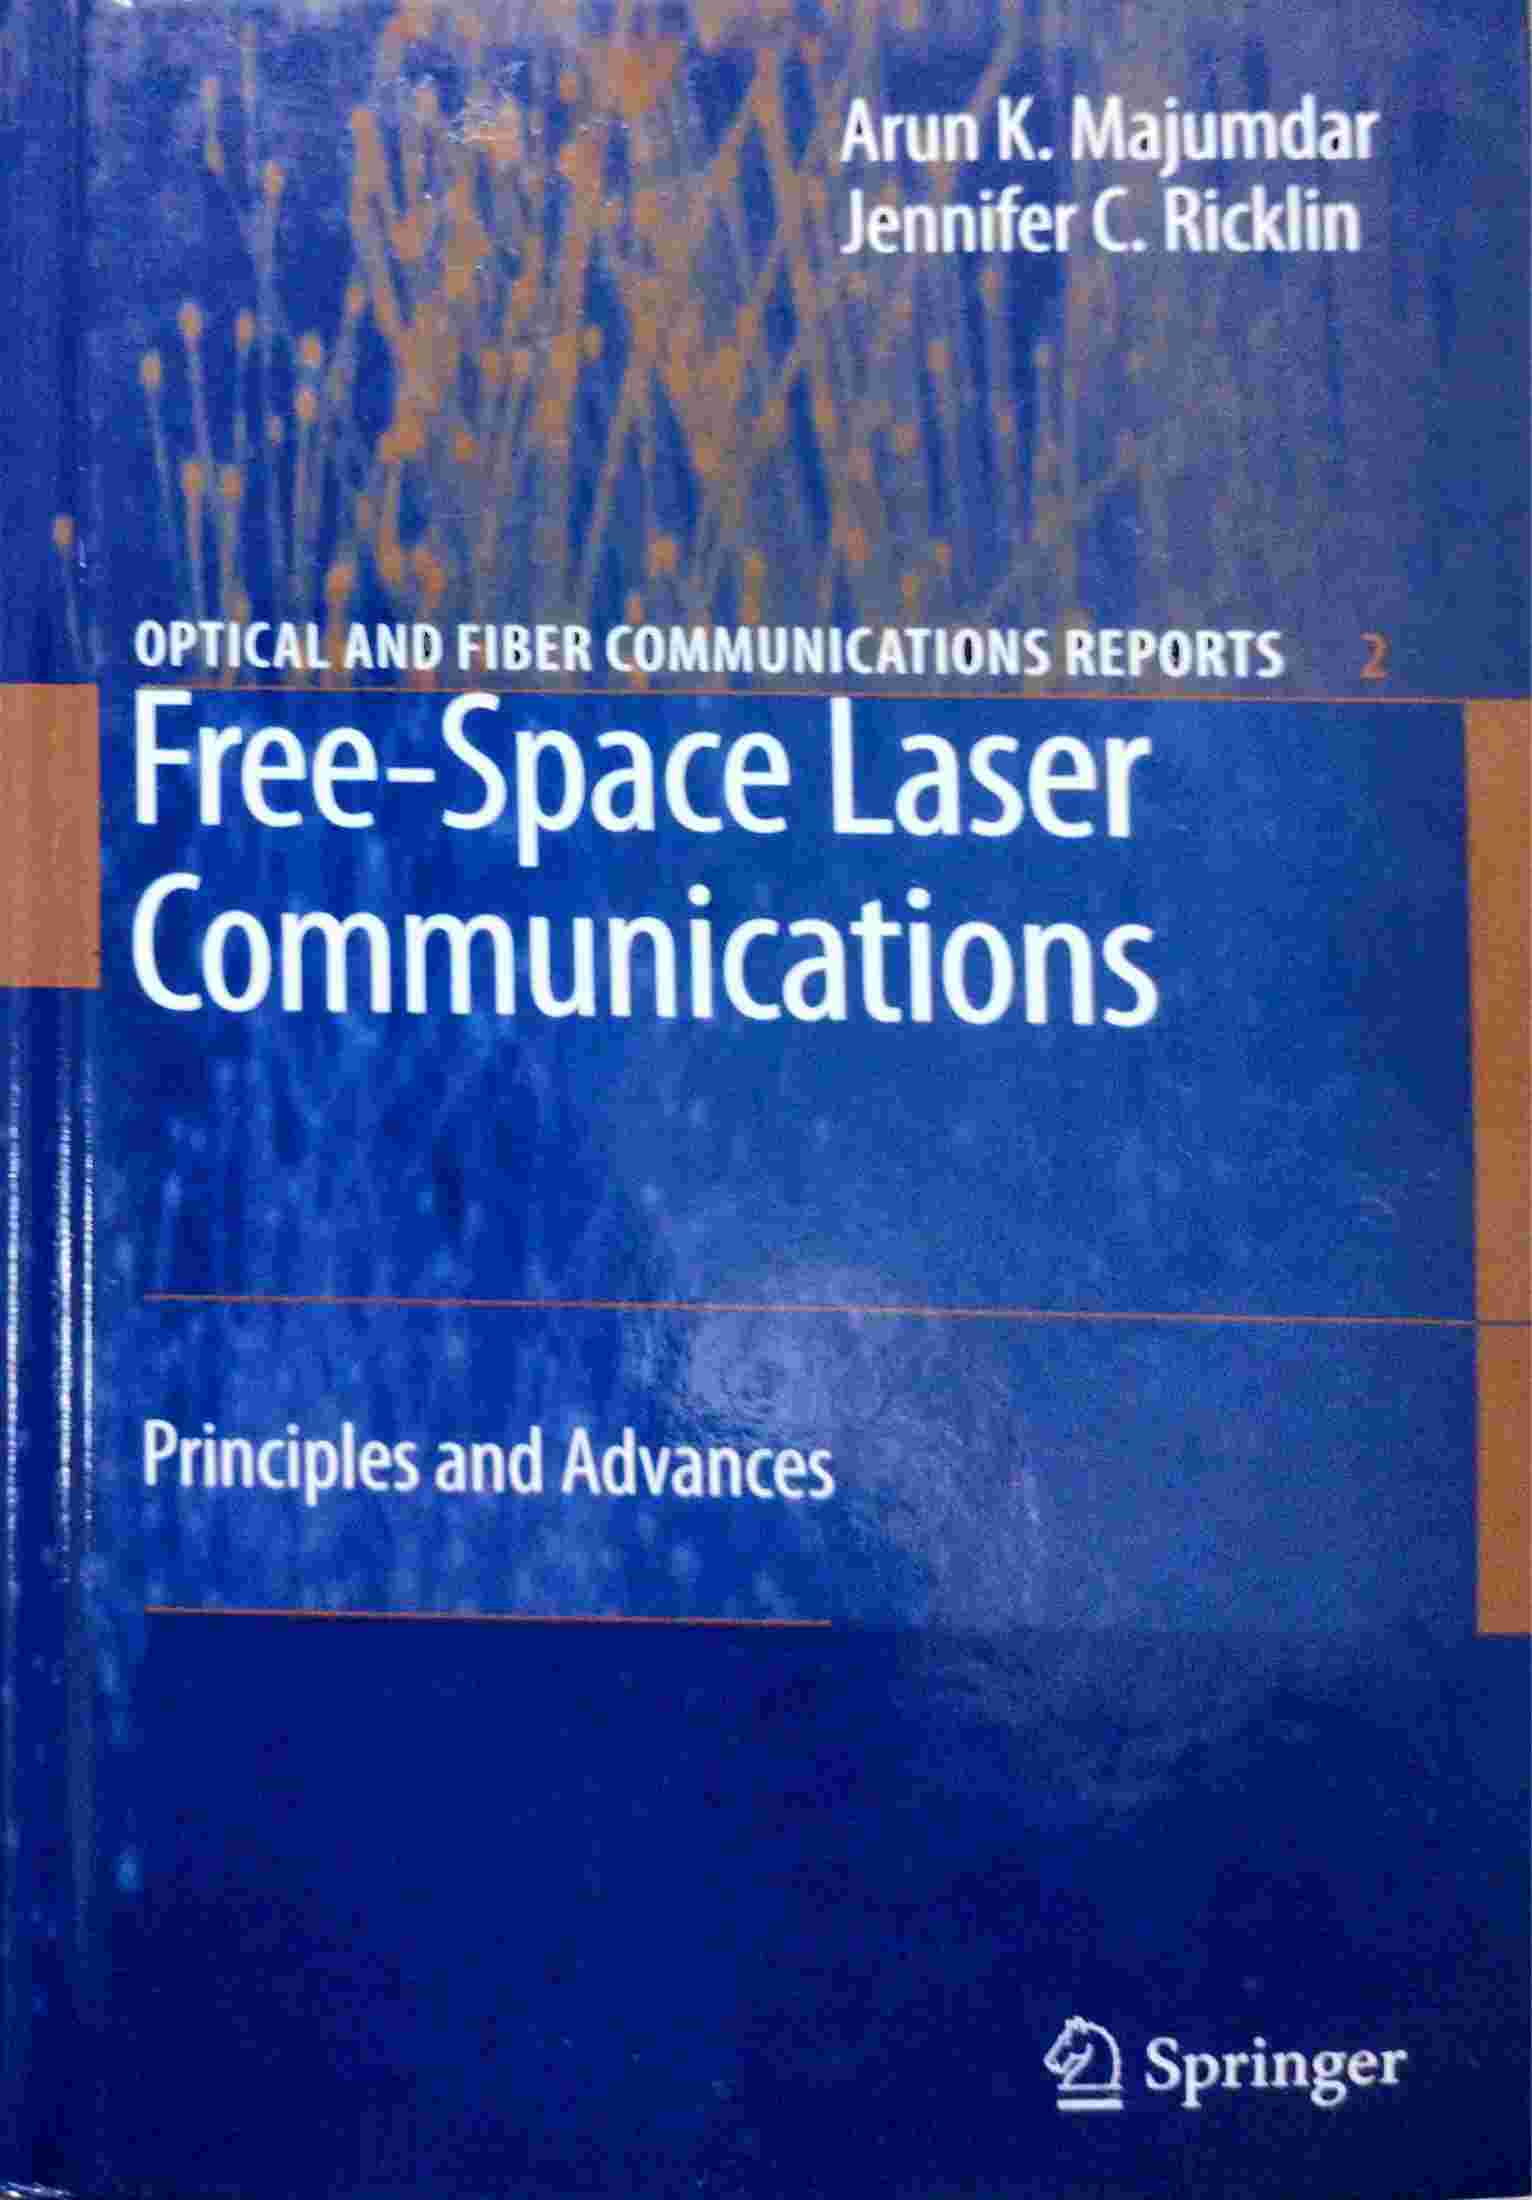 Arun K. Majumdar
Jennifer C. Ricklin
OPTICAL AND FIBER COMMUNICATIONS REPORTS 2
Free-Space Laser
Communications
Principles and Advances
Springer